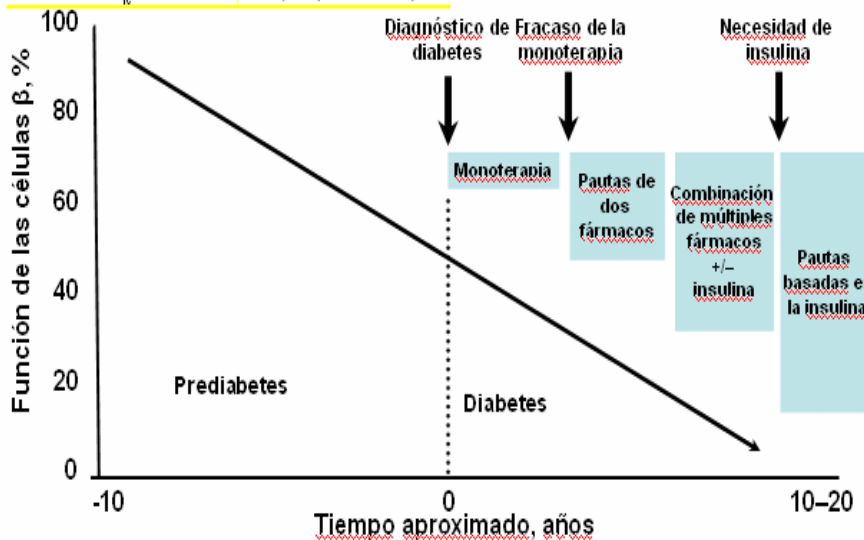 100
80
60
40
20
0
Función de las células β, %
Diagnóstico de
diabetes
Fracaso de la
monoterapia
Necesidad de
insulina
Monoterapia
Pautas de
dos
fármacos
Combinación
de múltiples
fármacos
+/–
insulina
Pautas
basadas e
la insulina
Prediabetes
Diabetes
-10
0
10–20
Tiempo aproximado, años